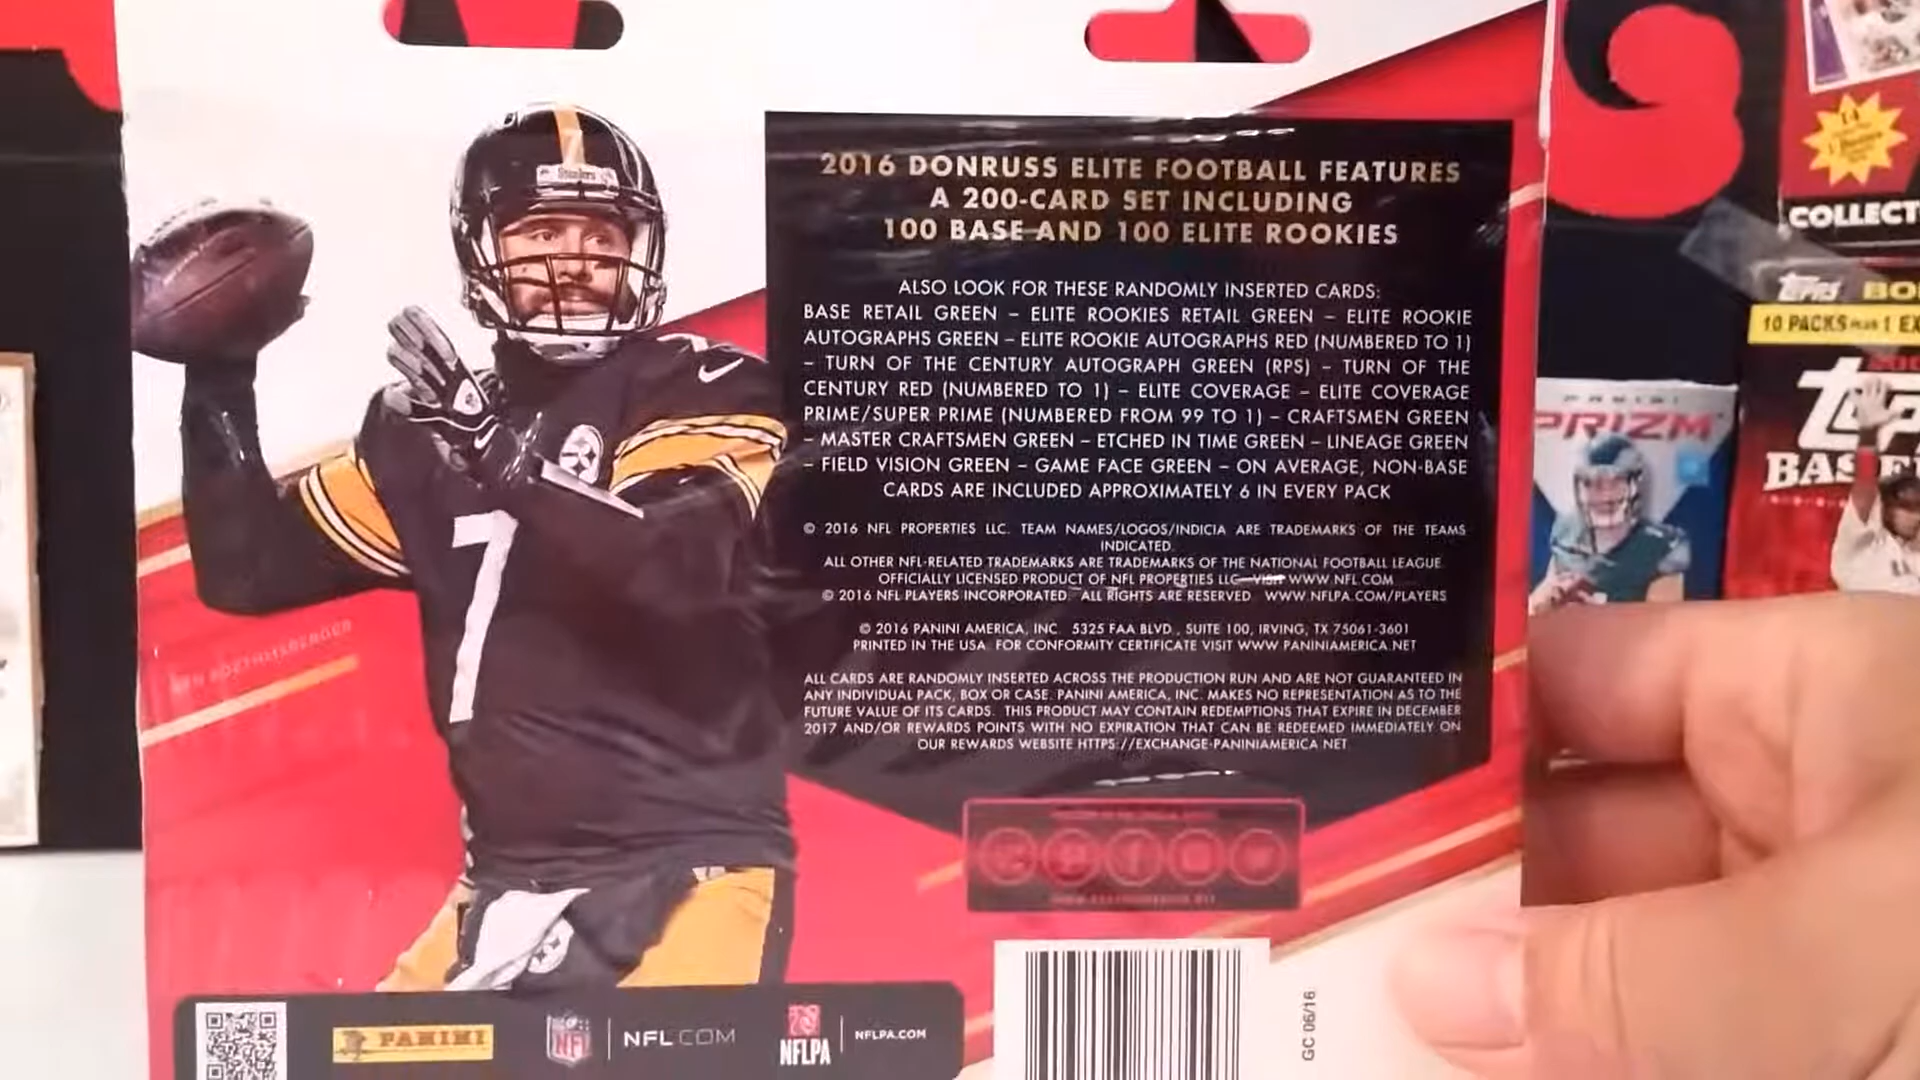 2016 DONRUSS ELITE FOOTBALL FEATURES
A 200-CARD SET INCLUDING
100 BASE AND 100 ELITE ROOKIES
ALSO LOOK FOR THESE RANDOMLY INSERTED CARDS:
BASE RETAIL GREEN – ELITE ROOKIES RETAIL GREEN – ELITE ROOKIE
AUTOGRAPHS GREEN – ELITE ROOKIE AUTOGRAPHS RED (NUMBERED TO 1)
– TURN OF THE CENTURY AUTOGRAPH GREEN (RPS) – TURN OF THE
CENTURY RED (NUMBERED TO 1) – ELITE COVERAGE – ELITE COVERAGE
PRIME/SUPER PRIME (NUMBERED FROM 99 TO 1) – CRAFTSMEN GREEN
– MASTER CRAFTSMEN GREEN – ETCHED IN TIME GREEN – LINEAGE GREEN
– FIELD VISION GREEN – GAME FACE GREEN – ON AVERAGE, NON-BASE
CARDS ARE INCLUDED APPROXIMATELY 6 IN EVERY PACK
© 2016 NFL PROPERTIES LLC. TEAM NAMES/LOGOS/INDICIA ARE TRADEMARKS OF THE TEAMS
INDICATED.
ALL OTHER NFL-RELATED TRADEMARKS ARE TRADEMARKS OF THE NATIONAL FOOTBALL LEAGUE.
OFFICIALLY LICENSED PRODUCT OF NFL PROPERTIES LLC VISIT WWW.NFL.COM
© 2016 NFL PLAYERS INCORPORATED. ALL RIGHTS ARE RESERVED WWW.NFLPA.COM/PLAYERS
© 2016 PANINI AMERICA, INC. 5325 FAA BLVD., SUITE 100, IRVING, TX 75061-3601
PRINTED IN THE USA. FOR CONFORMITY CERTIFICATE VISIT WWW.PANINIAMERICA.NET
ALL CARDS ARE RANDOMLY INSERTED ACROSS THE PRODUCTION RUN AND ARE NOT GUARANTEED IN
ANY INDIVIDUAL PACK, BOX OR CASE. PANINI AMERICA, INC. MAKES NO REPRESENTATION AS TO THE
FUTURE VALUE OF ITS CARDS. THIS PRODUCT MAY CONTAIN REDEMPTIONS THAT EXPIRE IN DECEMBER
2017 AND/OR REWARDS POINTS WITH NO EXPIRATION THAT CAN BE REDEEMED IMMEDIATELY ON
OUR REWARDS WEBSITE HTTPS://EXCHANGE-PANINIAMERICA.NET
Steelers
7
BEN ROETHLISBERGER
PANINI
NFL
NFL.COM
NFLPA
NFLPA.COM
GC 06/16
COLLECT
TOPPS
10 PACKS PLUS 1 EX
TOPPS
PANINI
PRIZM